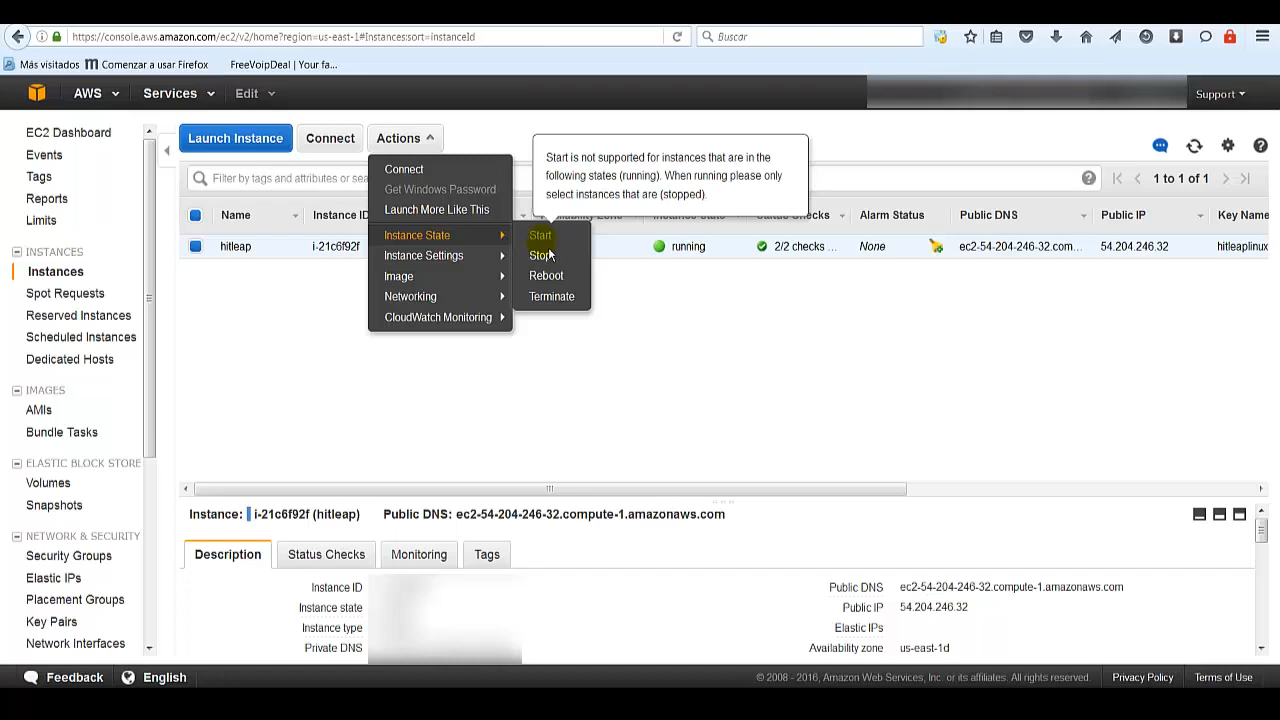 https://console.aws.amazon.com/ec2/v2/home?region=us-east-1#Instances:sort=instanceId
Buscar
Más visitados
Comenzar a usar Firefox
FreeVoipDeal | Your fa...
AWS
Services
Edit
Support
EC2 Dashboard
Events
Tags
Reports
Limits
INSTANCES
Instances
Spot Requests
Reserved Instances
Scheduled Instances
Dedicated Hosts
IMAGES
AMIs
Bundle Tasks
ELASTIC BLOCK STORE
Volumes
Snapshots
NETWORK & SECURITY
Security Groups
Elastic IPs
Placement Groups
Key Pairs
Network Interfaces
Launch Instance
Connect
Actions
Filter by tags and attributes or sea
1 to 1 of 1
Connect
Get Windows Password
Launch More Like This
Instance State
Instance Settings
Image
Networking
CloudWatch Monitoring
Start is not supported for instances that are in the
following states (running). When running please only
select instances that are (stopped).
Start
Stop
Reboot
Terminate
Name
Instance ID
Status Checks
Alarm Status
Public DNS
Public IP
Key Name
hitleap
i-21c6f92f
running
2/2 checks ...
None
ec2-54-204-246-32.com...
54.204.246.32
hitleaplinux
Instance: i-21c6f92f (hitleap) Public DNS: ec2-54-204-246-32.compute-1.amazonaws.com
Description
Status Checks
Monitoring
Tags
Instance ID
Public DNS ec2-54-204-246-32.compute-1.amazonaws.com
Instance state
Public IP 54.204.246.32
Instance type
Elastic IPs
Private DNS
Availability zone us-east-1d
Feedback
English
© 2008 - 2016, Amazon Web Services, Inc. or its affiliates. All rights reserved.
Privacy Policy
Terms of Use